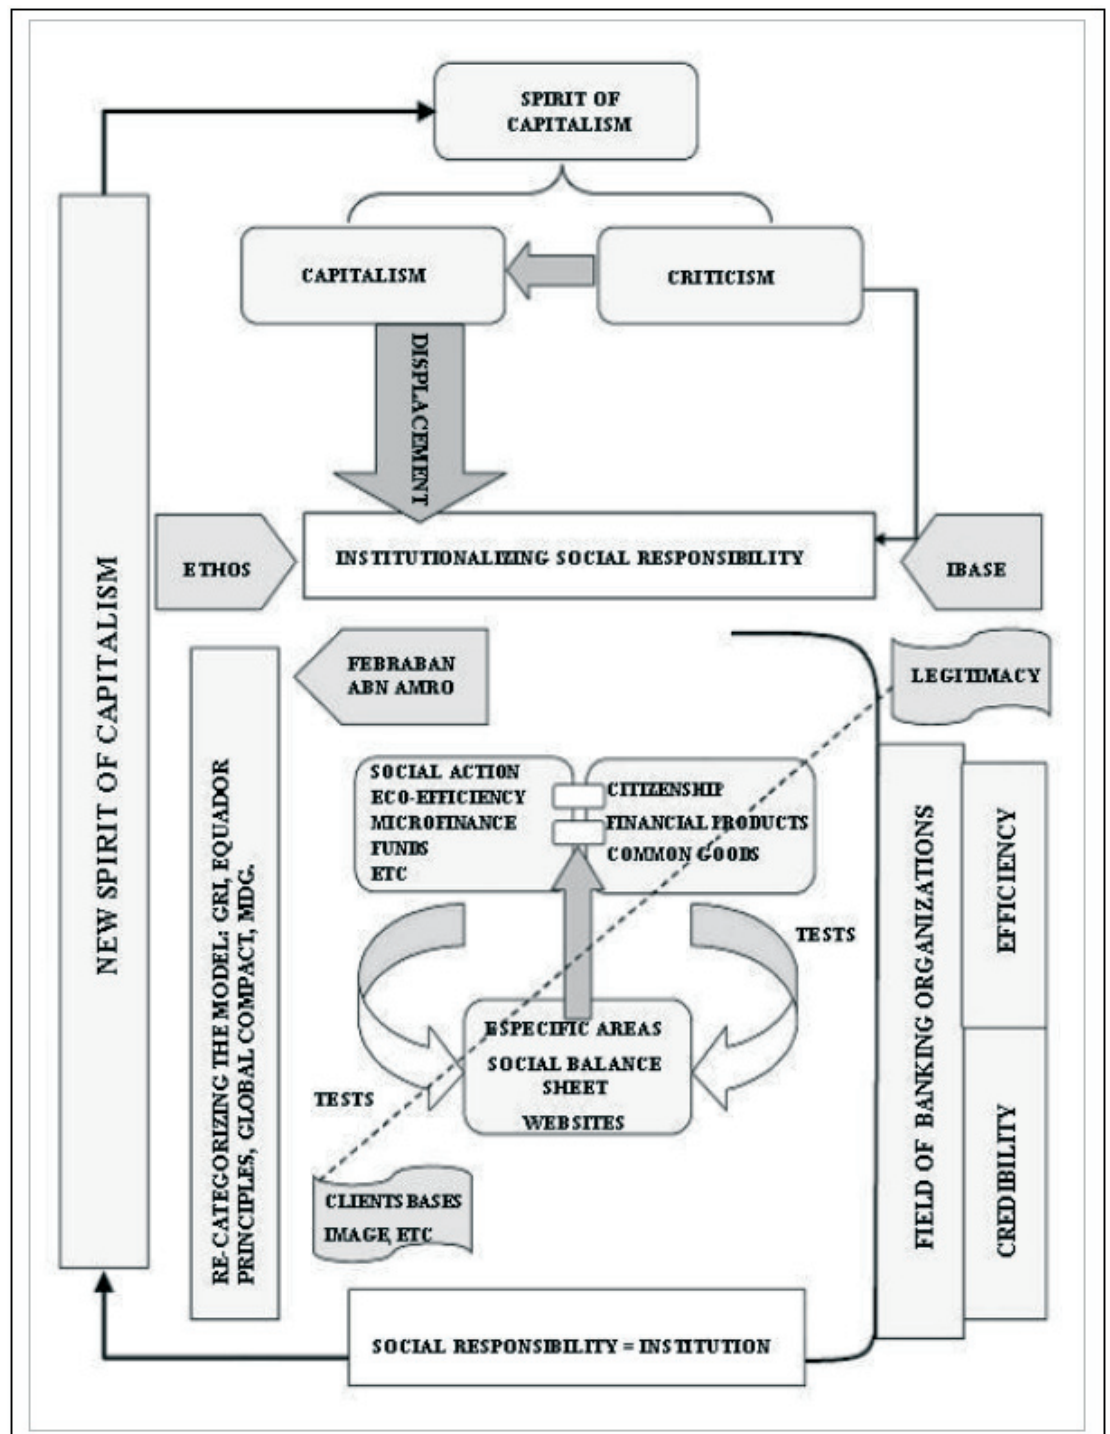 SPIRIT OF
CAPITALISM
CAPITALISM
CRITICISM
DISPLACEMENT
ETHOS
INSTITUTIONALIZING SOCIAL RESPONSIBILITY
IBASE
NEW SPIRIT OF CAPITALISM
FEBRABAN
ABN AMRO
LEGITIMACY
RE-CATEGORIZING THE MODEL: GRI, EQUADOR
PRINCIPLES, GLOBAL COMPACT, MDG.
SOCIAL ACTION
ECO-EFFICIENCY
MICROFINANCE
FUNDS
ETC
CITIZENSHIP
FINANCIAL PRODUCTS
COMMON GOODS
FIELD OF BANKING ORGANIZATIONS
EFFICIENCY
CREDIBILITY
TESTS
ESPECIFIC AREAS
SOCIAL BALANCE
SHEET
WEBSITES
TESTS
CLIENTS BASES
IMAGE, ETC
SOCIAL RESPONSIBILITY = INSTITUTION